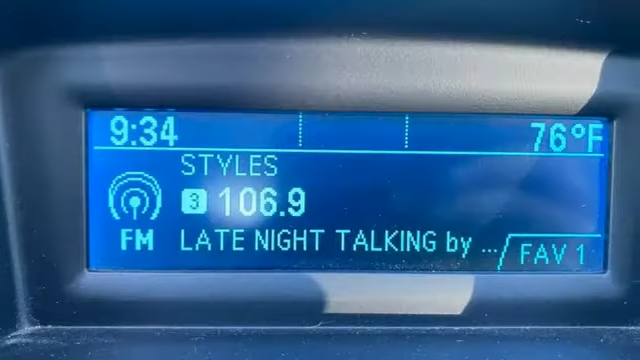 9:34 76°F
STYLES
3 106.9
FM LATE NIGHT TALKING by ... FAV 1